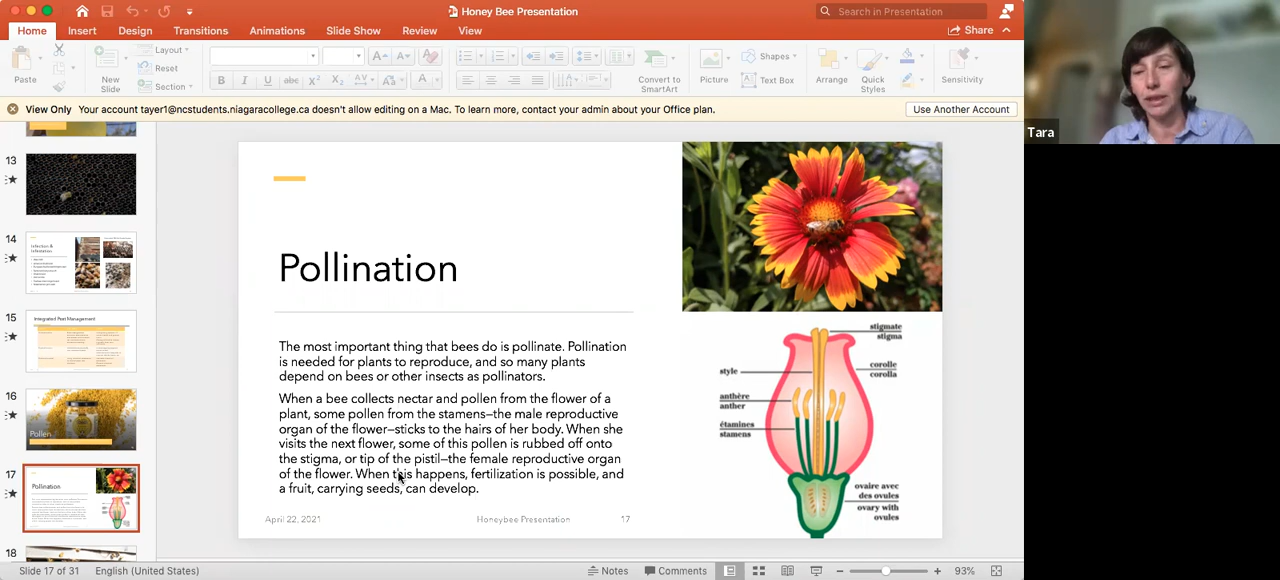 Honey Bee Presentation
Search in Presentation
Home Insert Design Transitions Animations Slide Show Review View
Share
Paste
New
Slide
Layout
Reset
Section
B I U abc
Convert to
SmartArt
Picture
Shapes
Text Box
Arrange
Quick
Styles
Sensitivity
View Only Your account tayer1@ncstudents.niagaracollege.ca doesn't allow editing on a Mac. To learn more, contact your admin about your Office plan.
Use Another Account
Tara
13
14
Infection &
Infestation
15
Integrated Pest Management
16
Pollen
17
Pollination
18
Pollination
The most important thing that bees do is pollinate. Pollination
is needed for plants to reproduce, and so many plants
depend on bees or other insects as pollinators.
When a bee collects nectar and pollen from the flower of a
plant, some pollen from the stamens–the male reproductive
organ of the flower–sticks to the hairs of her body. When she
visits the next flower, some of this pollen is rubbed off onto
the stigma, or tip of the pistil–the female reproductive organ
of the flower. When this happens, fertilization is possible, and
a fruit, carrying seeds, can develop.
April 22,
Honey Bee Presentation
17
stigmate
stigma
style
corolle
corolla
anthère
anther
étamines
stamens
ovaire avec
des ovules
ovary with
ovules
Slide 17 of 31 English (United States)
Notes Comments
93%